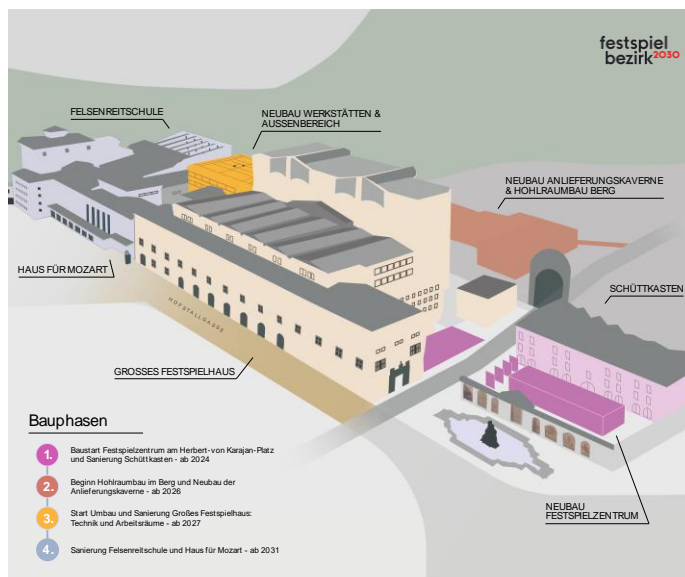 festspiel
bezirk2030
FELSENREITSCHULE
NEUBAU WERKSTÄTTEN &
AUSSENBEREICH
NEUBAU ANLIEFERUNGSKAVERNE
& HOHLRAUMBAU BERG
HAUS FÜR MOZART
SCHÜTTKASTEN
HOFSTALLGASSE
GROSSES FESTSPIELHAUS
NEUBAU
FESTSPIELZENTRUM
Bauphasen
1. Baustart Festspielzentrum am Herbert-von Karajan-Platz
und Sanierung Schüttkasten - ab 2024
2. Beginn Hohlraumbau im Berg und Neubau der
Anlieferungskaverne - ab 2026
3. Start Umbau und Sanierung Großes Festspielhaus:
Technik und Arbeitsräume - ab 2027
4. Sanierung Felsenreitschule und Haus für Mozart - ab 2031